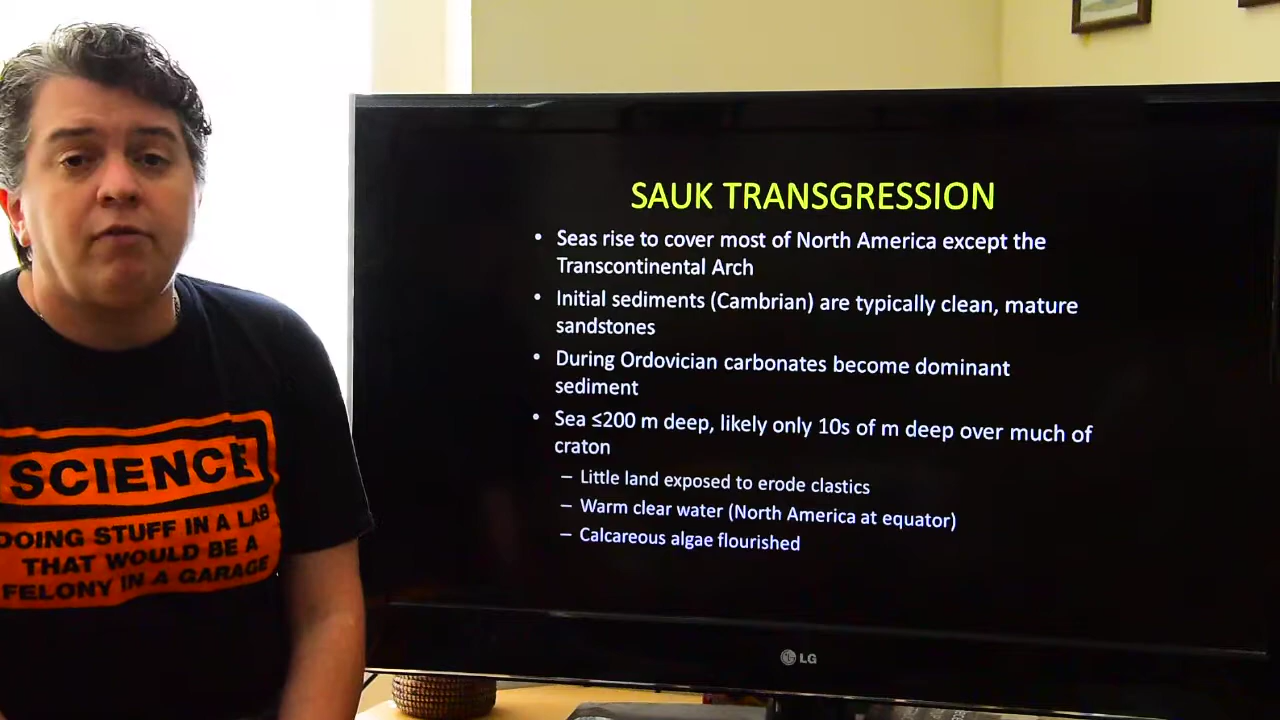 SAUK TRANSGRESSION
• Seas rise to cover most of North America except the
Transcontinental Arch
• Initial sediments (Cambrian) are typically clean, mature
sandstones
• During Ordovician carbonates become dominant
sediment
• Sea ≤200 m deep, likely only 10s of m deep over much of
craton
– Little land exposed to erode clastics
– Warm clear water (North America at equator)
– Calcareous algae flourished
SCIENCE
DOING STUFF IN A LAB
THAT WOULD BE A
FELONY IN A GARAGE
LG